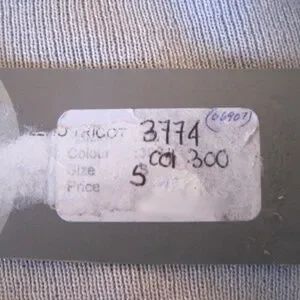 (06907)
TRICOT 3774
Colour col 300
Size S
Price